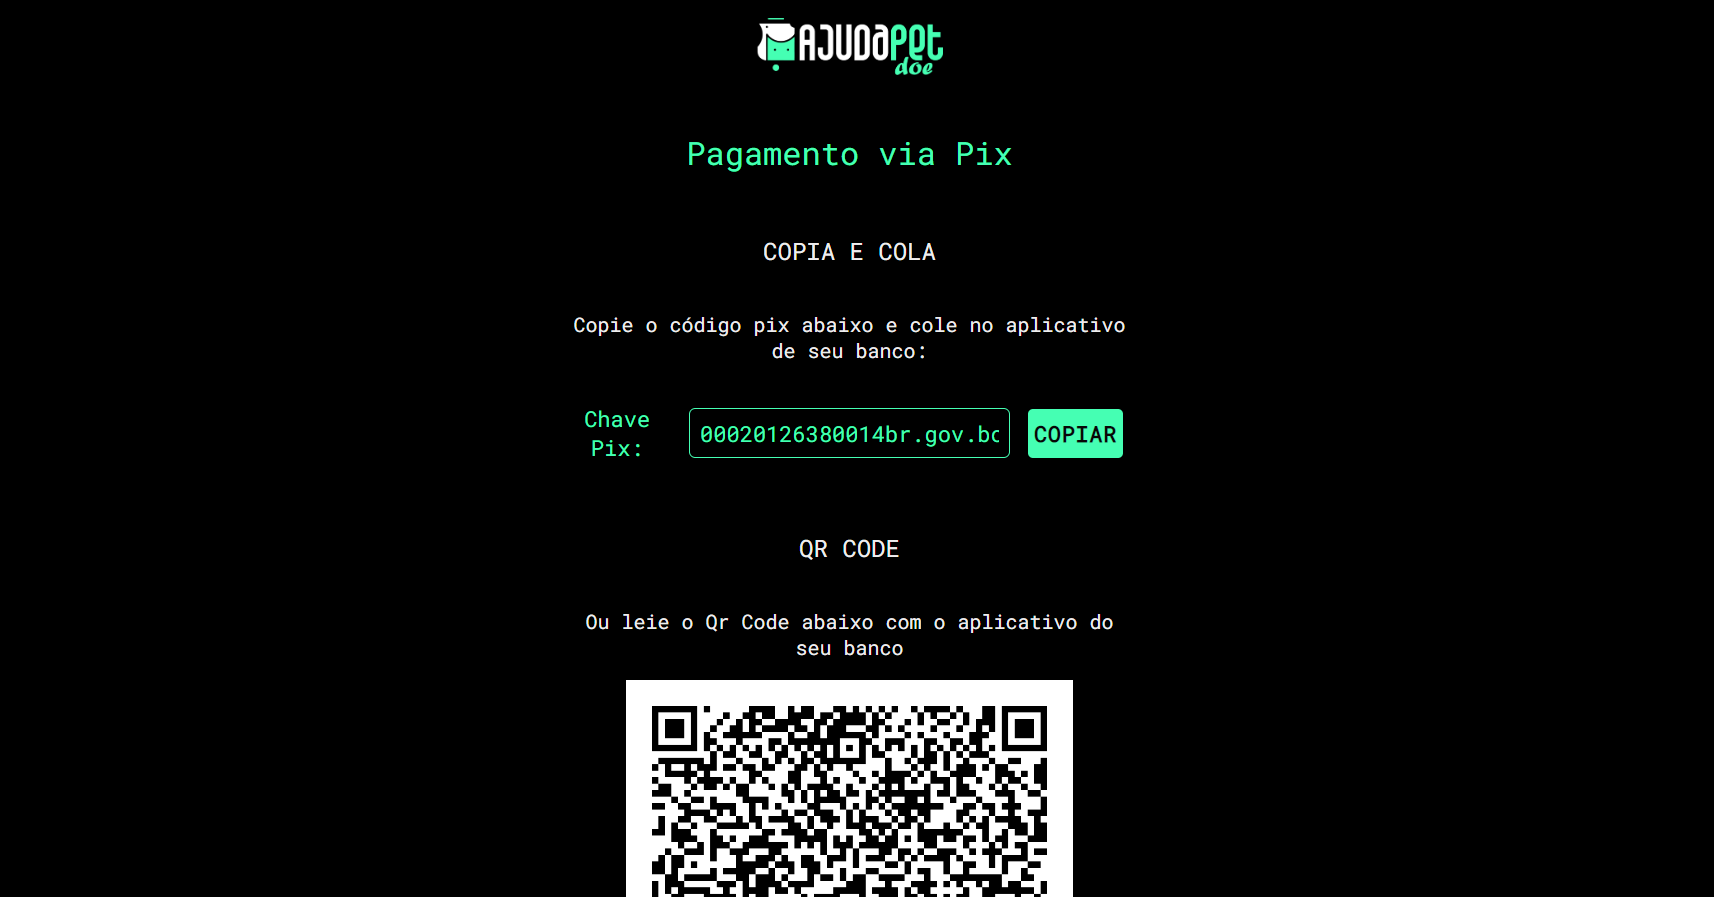 AJUDAPET
doe
Pagamento via Pix
COPIA E COLA
Copie o código pix abaixo e cole no aplicativo
de seu banco:
Chave
Pix:
00020126380014br.gov.bc
COPIAR
QR CODE
Ou leie o Qr Code abaixo com o aplicativo do
seu banco